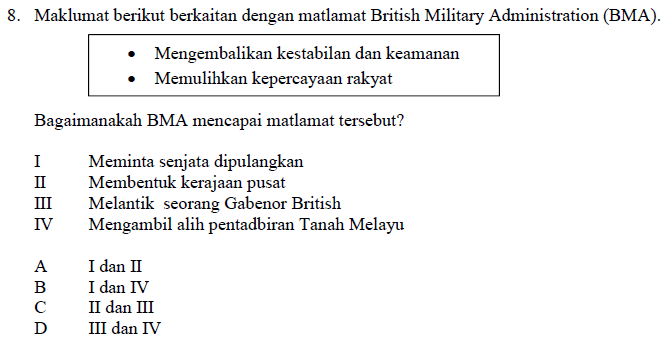 8. Maklumat berikut berkaitan dengan matlamat British Military Administration (BMA).
• Mengembalikan kestabilan dan keamanan
• Memulihkan kepercayaan rakyat
Bagaimanakah BMA mencapai matlamat tersebut?
I Meminta senjata dipulangkan
II Membentuk kerajaan pusat
III Melantik seorang Gabenor British
IV Mengambil alih pentadbiran Tanah Melayu
A I dan II
B I dan IV
C II dan III
D III dan IV